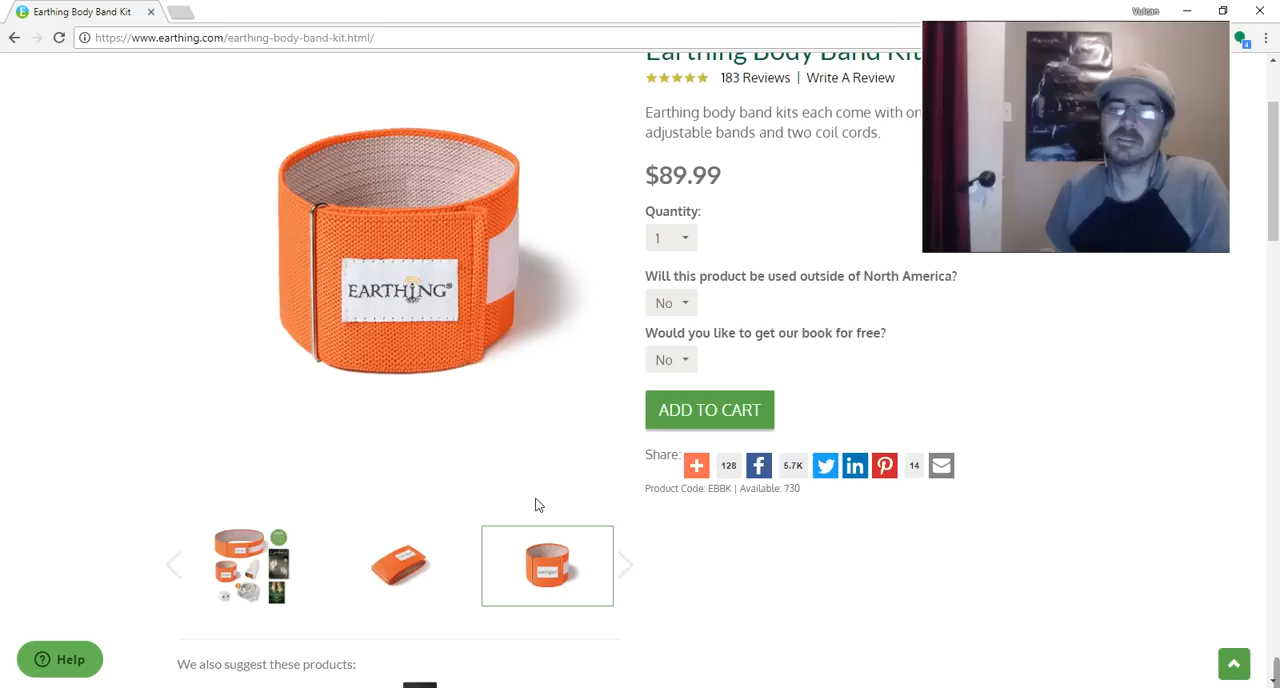 Earthing Body Band Kit
Vulcan
https://www.earthing.com/earthing-body-band-kit.html/
4
Earthing Body Band Kit
183 Reviews | Write A Review
Earthing body band kits each come with
adjustable bands and two coil cords.
$89.99
Quantity:
1
Will this product be used outside of North America?
No
Would you like to get our book for free?
No
ADD TO CART
Share: 128 5.7K 14
Product Code: EBBK | Available: 730
EARTHING®
Help
We also suggest these products: